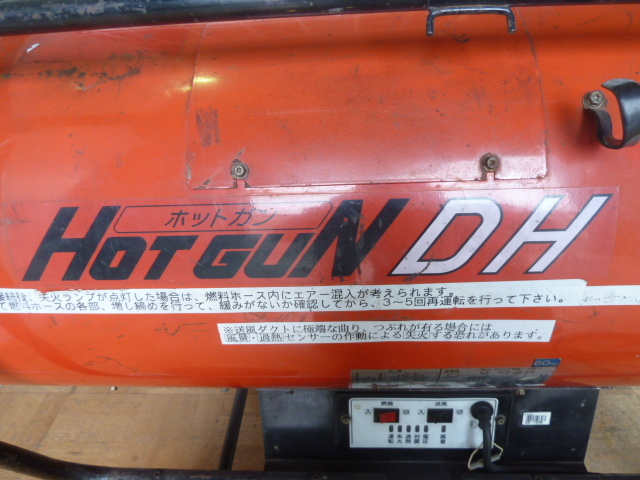 ホットガン
HOT GUN DH
後、失火ランプが点灯した場合は、燃料ホース内にエアー混入が考えられます。
て燃料ホースの各部、増し締めを行って、緩みがないか確認してから、3~5回再運転を行って下さい。
※送風ダクトに極端な曲り、つぶれが有る場合には
風量・過熱センサーの作動による失火する恐れがあります。
60
燃焼 送風
入 切 入 切